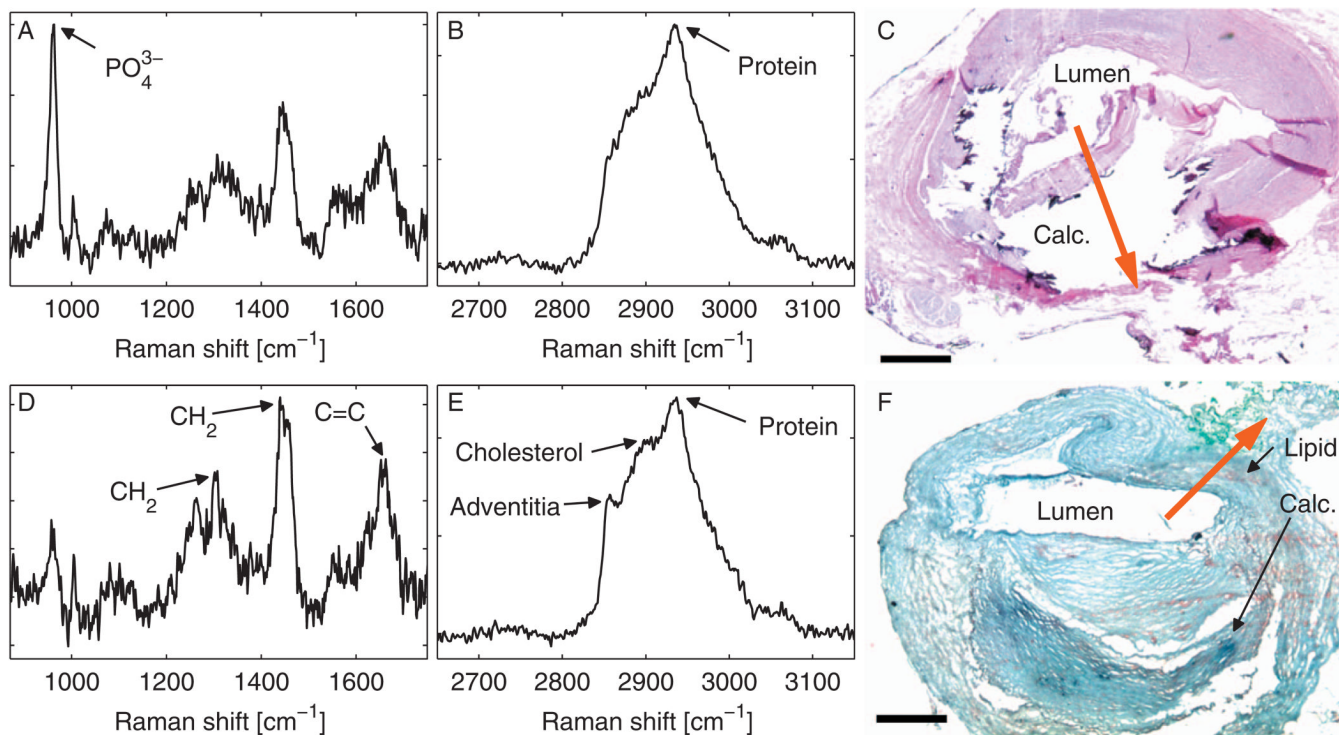 A
PO₄³⁻
1000 1200 1400 1600
Raman shift [cm⁻¹]
B
Protein
2700 2800 2900 3000 3100
Raman shift [cm⁻¹]
C
Lumen
Calc.
D
CH₂
CH₂
C=C
1000 1200 1400 1600
Raman shift [cm⁻¹]
E
Protein
Cholesterol
Adventitia
2700 2800 2900 3000 3100
Raman shift [cm⁻¹]
F
Lipid
Calc.
Lumen